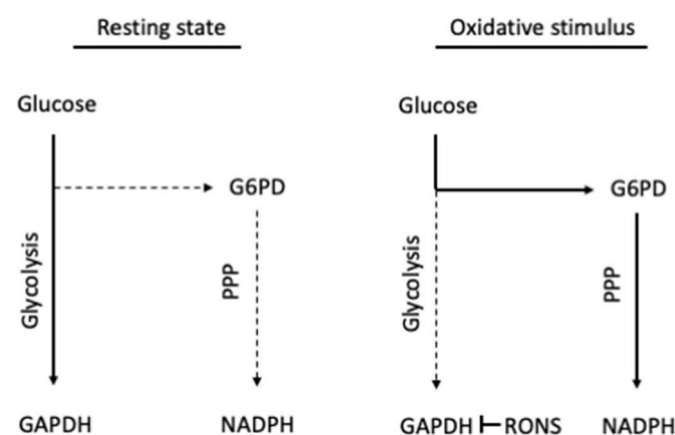 Resting state
Oxidative stimulus
Glucose
Glucose
G6PD
G6PD
Glycolysis
PPP
Glycolysis
PPP
GAPDH
NADPH
GAPDH
RONS
NADPH